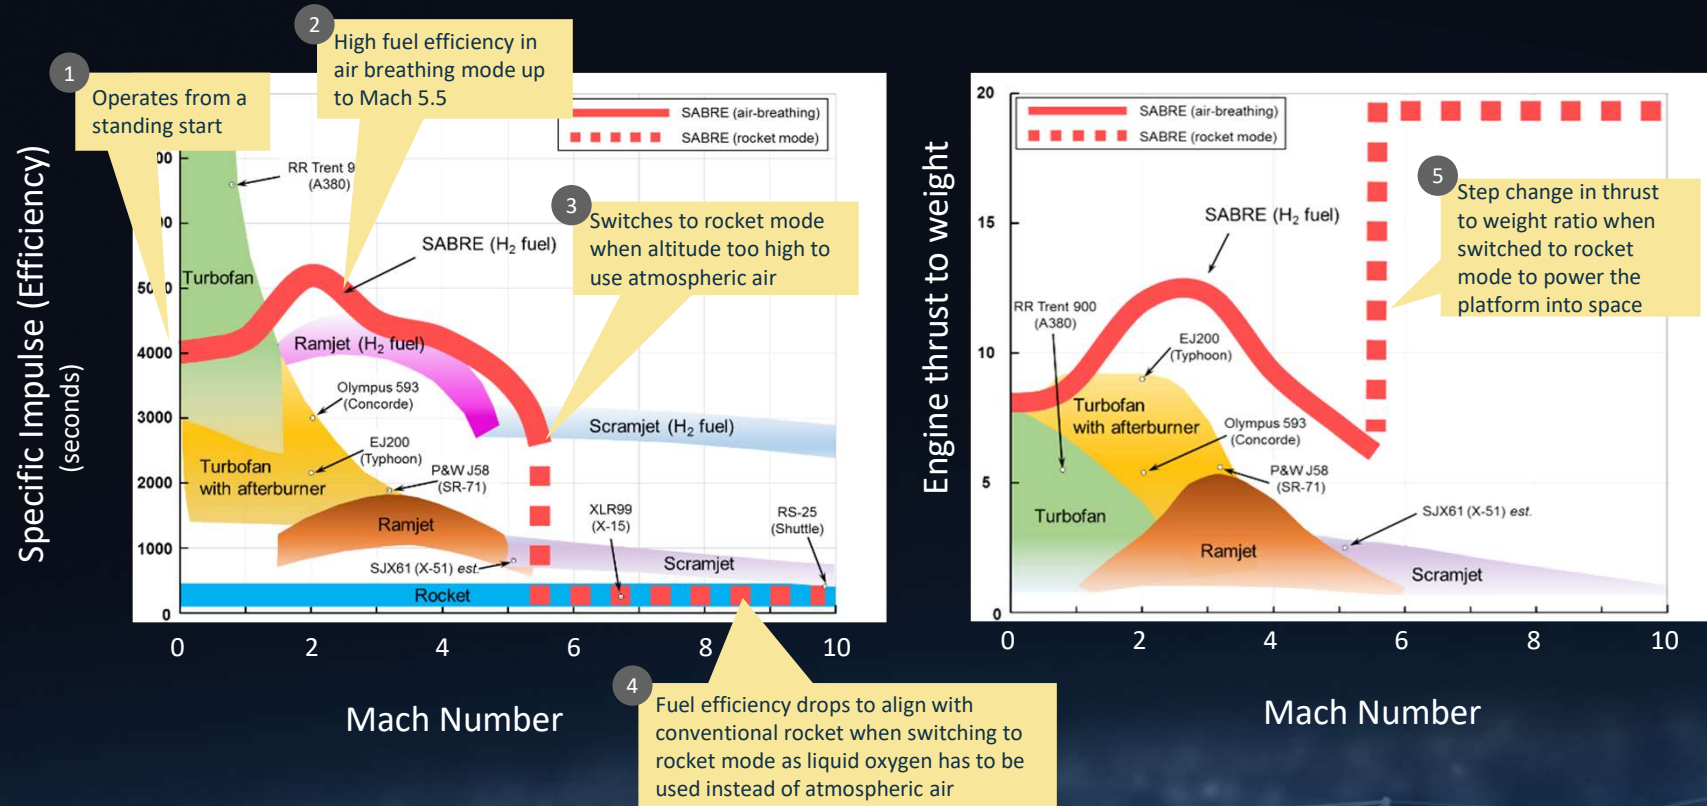 1
Operates from a
standing start
2
High fuel efficiency in
air breathing mode up
to Mach 5.5
SABRE (air-breathing)
SABRE (rocket mode)
Specific Impulse (Efficiency)
(seconds)
RR Trent 9
(A380)
3
Switches to rocket mode
when altitude too high to
use atmospheric air
SABRE (H₂ fuel)
Turbofan
Ramjet (H₂ fuel)
4000
3000
2000
1000
0
Olympus 593
(Concorde)
EJ200
(Typhoon)
P&W J58
(SR-71)
Turbofan
with afterburner
Scramjet (H₂ fuel)
Ramjet
XLR99
(X-15)
RS-25
(Shuttle)
SJX61 (X-51) est.
Scramjet
Rocket
0 2 4 6 8 10
Mach Number
4
Fuel efficiency drops to align with
conventional rocket when switching to
rocket mode as liquid oxygen has to be
used instead of atmospheric air
Engine thrust to weight
20
15
10
5
0
SABRE (air-breathing)
SABRE (rocket mode)
SABRE (H₂ fuel)
5
Step change in thrust
to weight ratio when
switched to rocket
mode to power the
platform into space
RR Trent 900
(A380)
EJ200
(Typhoon)
Turbofan
with afterburner
Olympus 593
(Concorde)
P&W J58
(SR-71)
Turbofan
SJX61 (X-51) est.
Ramjet
Scramjet
0 2 4 6 8 10
Mach Number